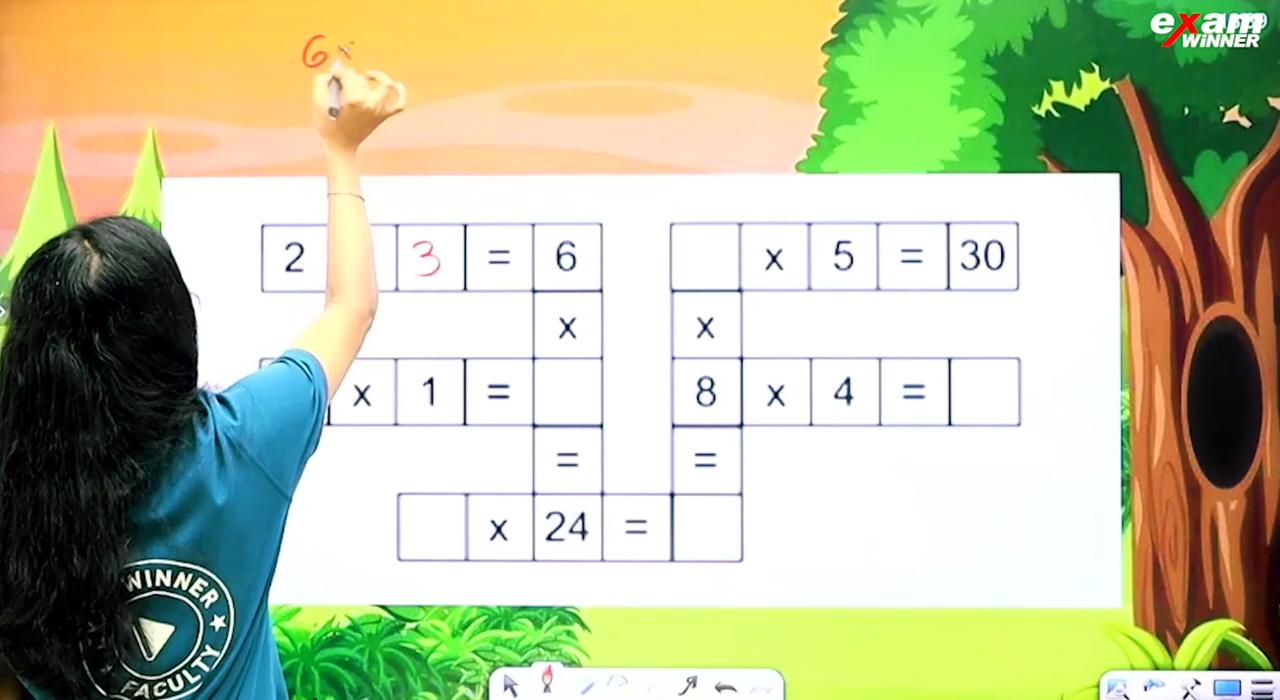 exam
WiNNER
6 x
2 3 = 6
x 5 = 30
x
x
x 1 =
8 x 4 =
=
=
x 24 =
WINNER
FACULTY